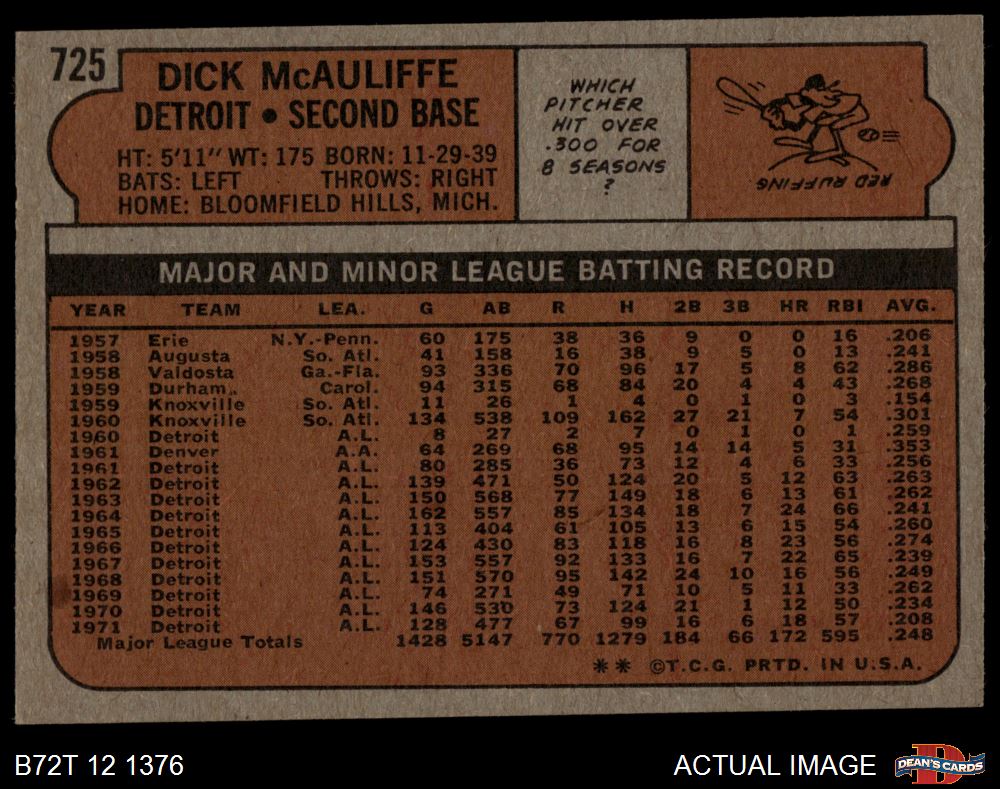 725
DICK McAULIFFE
DETROIT • SECOND BASE
HT: 5'11" WT: 175 BORN: 11-29-39
BATS: LEFT THROWS: RIGHT
HOME: BLOOMFIELD HILLS, MICH.
WHICH
PITCHER
HIT OVER
.300 FOR
8 SEASONS
?
RED RUFFING
MAJOR AND MINOR LEAGUE BATTING RECORD
YEAR TEAM LEA. G AB R H 2B 3B HR RBI AVG.
1957 Erie N.Y.-Penn. 60 175 38 36 9 0 0 16 .206
1958 Augusta So. Atl. 41 158 16 38 9 5 0 13 .241
1958 Valdosta Ga.-Fla. 93 336 70 96 17 5 8 62 .286
1959 Durham Carol. 94 315 68 84 20 4 4 43 .268
1959 Knoxville So. Atl. 11 26 1 4 0 1 0 3 .154
1960 Knoxville So. Atl. 134 538 109 162 27 21 7 54 .301
1960 Detroit A.L. 8 27 2 7 0 1 0 1 .259
1961 Denver A.A. 64 269 68 95 14 14 5 31 .353
1961 Detroit A.L. 80 285 36 73 12 4 6 33 .256
1962 Detroit A.L. 139 471 50 124 20 5 12 63 .263
1963 Detroit A.L. 150 568 77 149 18 6 13 61 .262
1964 Detroit A.L. 162 557 85 134 18 7 24 66 .241
1965 Detroit A.L. 113 404 61 105 13 6 15 54 .260
1966 Detroit A.L. 124 430 83 118 16 8 23 56 .274
1967 Detroit A.L. 153 557 92 133 16 7 22 65 .239
1968 Detroit A.L. 151 570 95 142 24 10 16 56 .249
1969 Detroit A.L. 74 271 49 71 10 5 11 33 .262
1970 Detroit A.L. 146 530 73 124 21 1 12 50 .234
1971 Detroit A.L. 128 477 67 99 16 6 18 57 .208
Major League Totals 1428 5147 770 1279 184 66 172 595 .248
** ©T.C.G. PRTD. IN U.S.A.
B72T 12 1376
ACTUAL IMAGE
DEAN'S CARDS